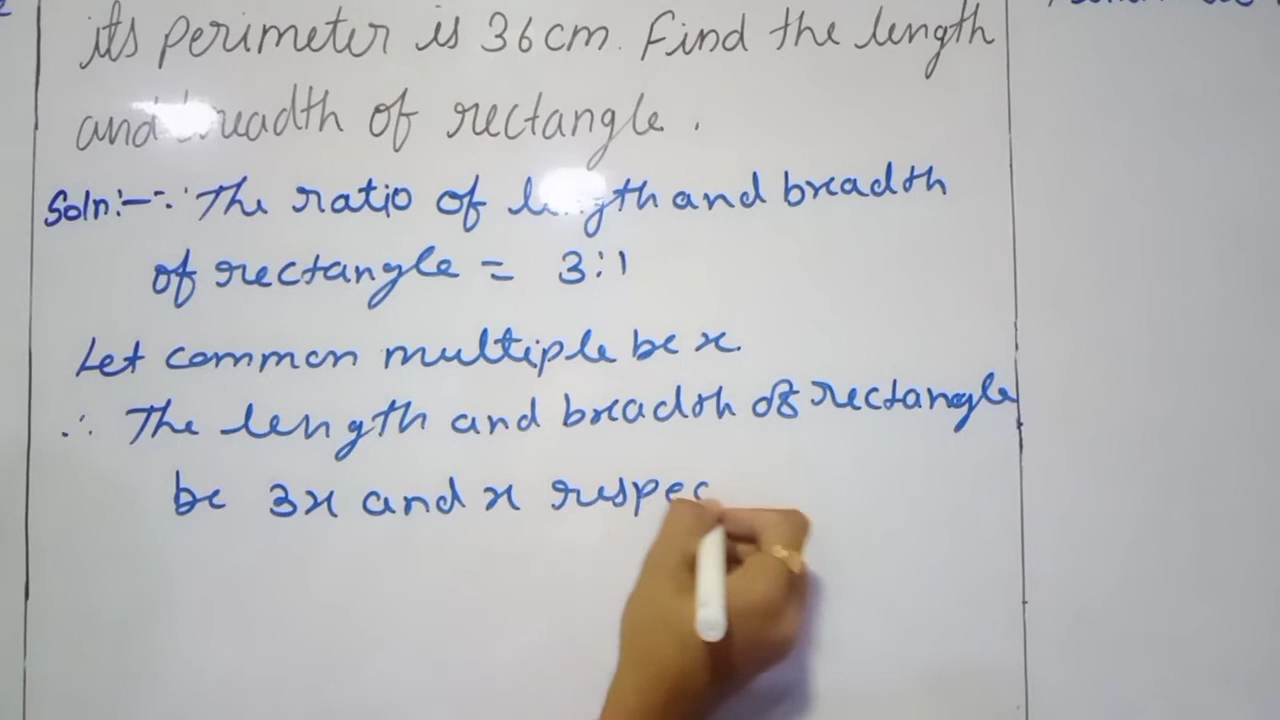 its perimeter is 36cm. Find the length
and breadth of rectangle.
Soln:- ∵ The ratio of length and breadth
of rectangle = 3:1
Let common multiple be x.
∴ The length and breadth of rectangle
be 3x and x respec